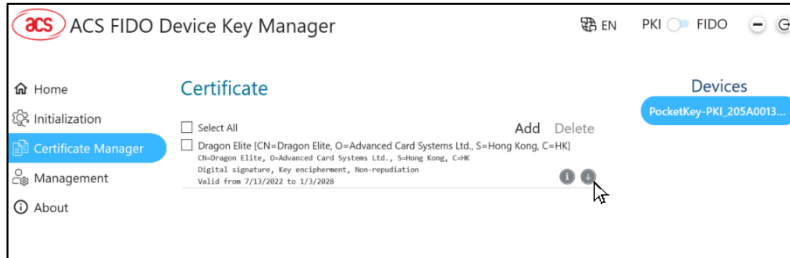 acs ACS FIDO Device Key Manager
EN PKI FIDO
Home
Initialization
Certificate Manager
Management
About
Certificate
Select All
Add Delete
Dragon Elite [CN=Dragon Elite, O=Advanced Card Systems Ltd., S=Hong Kong, C=HK]
CN=Dragon Elite, O=Advanced Card Systems Ltd., S=Hong Kong, C=HK
Digital signature, Key encipherment, Non-repudiation
Valid from 7/13/2022 to 1/3/2028
Devices
PocketKey-PKI_205A0013...